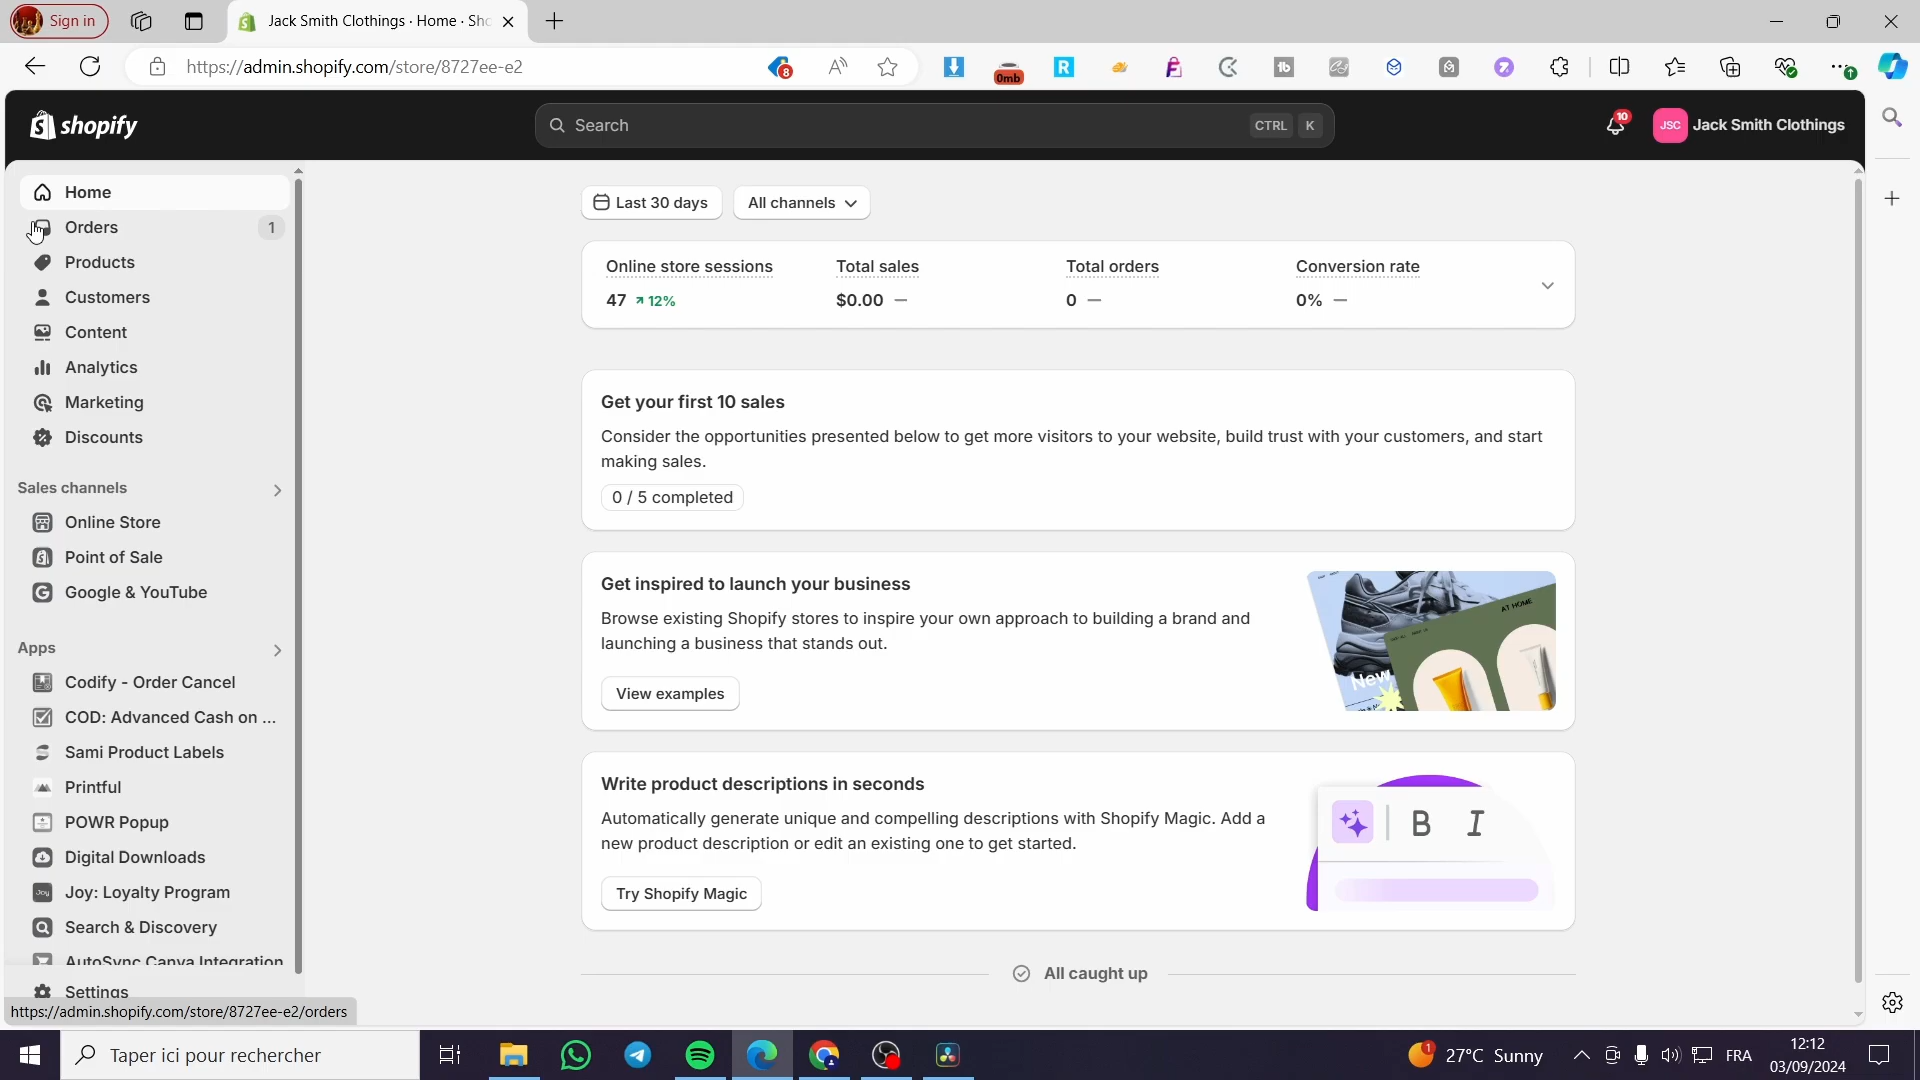 Sign in
Jack Smith Clothings · Home · Sho
https://admin.shopify.com/store/8727ee-e2
8
0mb
shopify
Search
CTRL K
10
JSC
Jack Smith Clothings
Home
Orders
1
Products
Customers
Content
Analytics
Marketing
Discounts
Sales channels
Online Store
Point of Sale
Google & YouTube
Apps
Codify - Order Cancel
COD: Advanced Cash on ...
Sami Product Labels
Printful
POWR Popup
Digital Downloads
Joy: Loyalty Program
Search & Discovery
AutoSync Canva Integration
Settings
https://admin.shopify.com/store/8727ee-e2/orders
Last 30 days
All channels
Online store sessions
47 12%
Total sales
$0.00 —
Total orders
0 —
Conversion rate
0% —
Get your first 10 sales
Consider the opportunities presented below to get more visitors to your website, build trust with your customers, and start
making sales.
0 / 5 completed
Get inspired to launch your business
Browse existing Shopify stores to inspire your own approach to building a brand and
launching a business that stands out.
View examples
AT HOME
New
Write product descriptions in seconds
Automatically generate unique and compelling descriptions with Shopify Magic. Add a
new product description or edit an existing one to get started.
Try Shopify Magic
B I
All caught up
Taper ici pour rechercher
1
27°C Sunny
FRA
12:12
03/09/2024